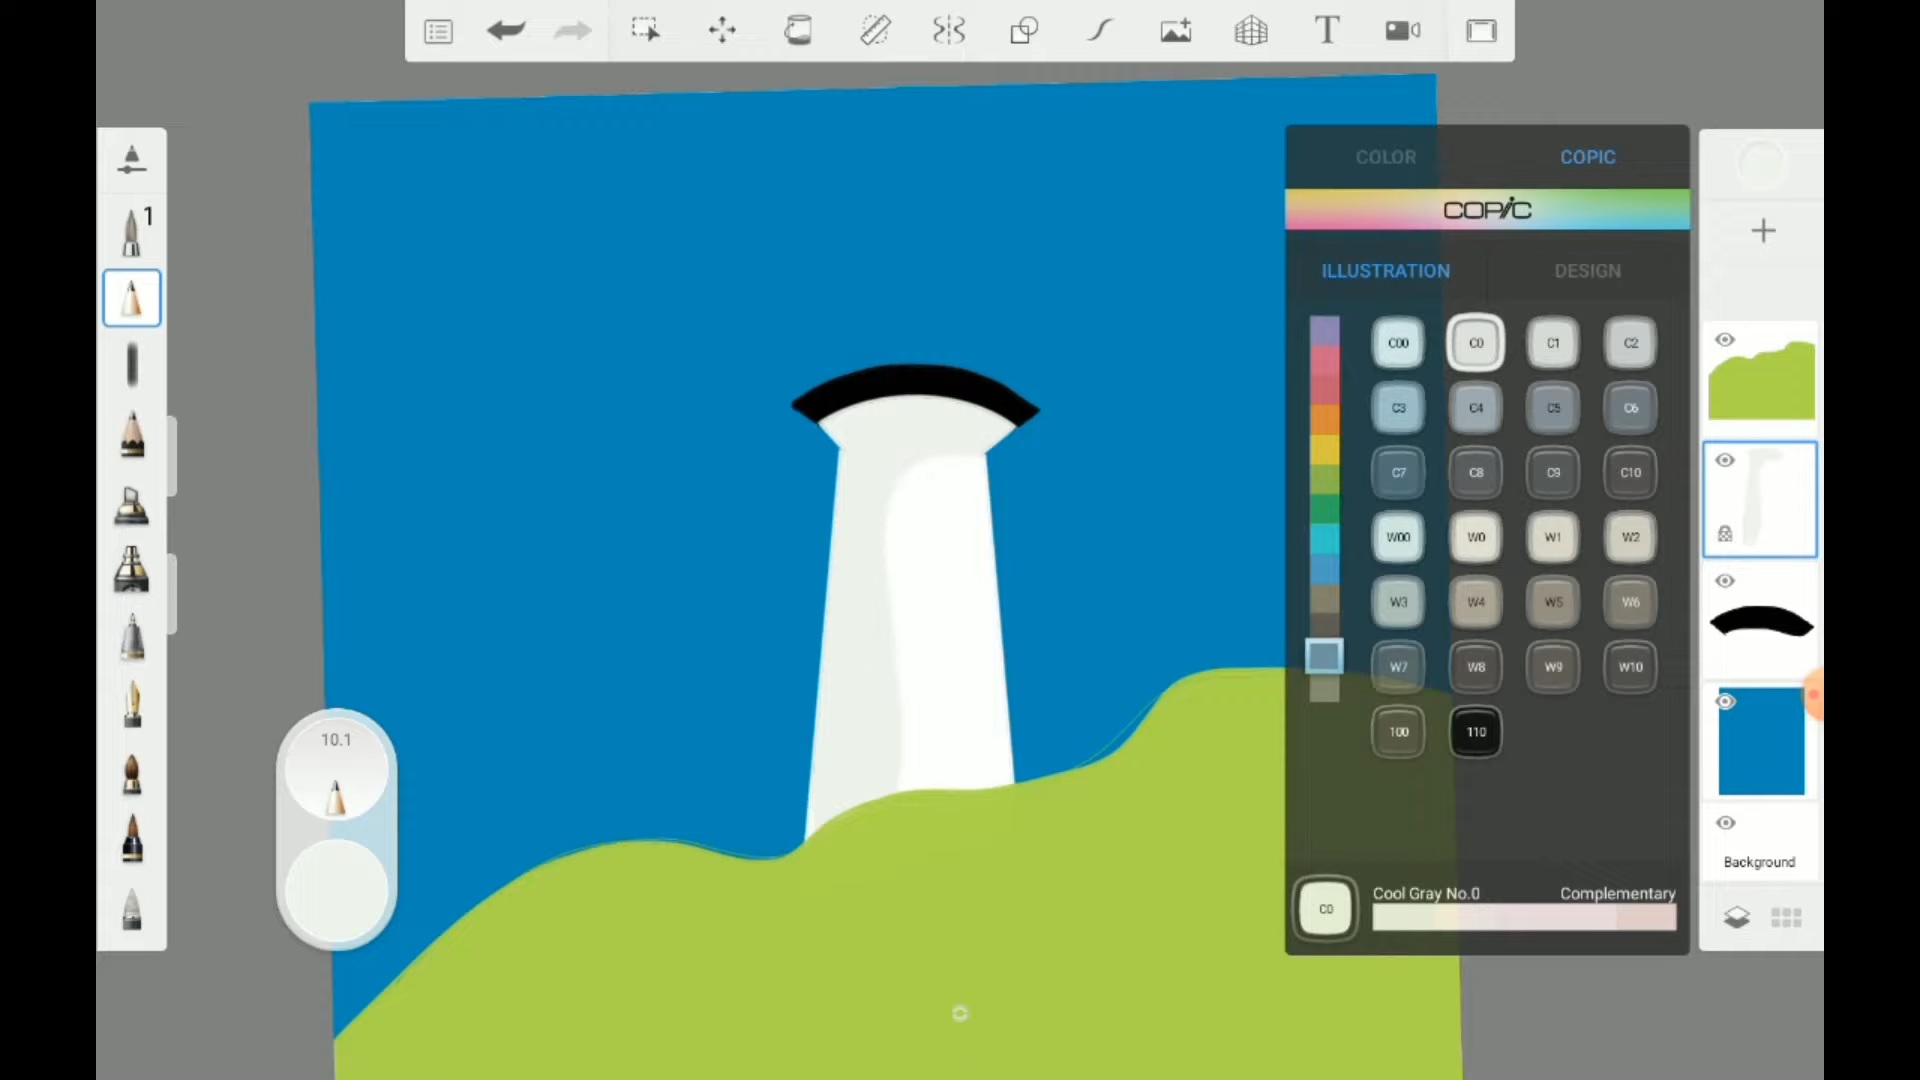 T
1
COLOR COPIC
COPIC
ILLUSTRATION DESIGN
C00 C0 C1 C2
C3 C4 C5 C6
C7 C8 C9 C10
W00 W0 W1 W2
W3 W4 W5 W6
W7 W8 W9 W10
100 110
10.1
Background
C0 Cool Gray No.0 Complementary